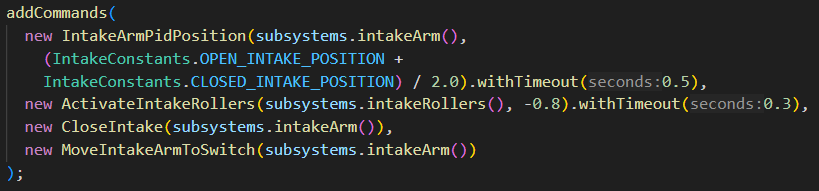 addCommands(
new IntakeArmPidPosition(subsystems.intakeArm(),
(IntakeConstants.OPEN_INTAKE_POSITION +
IntakeConstants.CLOSED_INTAKE_POSITION) / 2.0).withTimeout(seconds:0.5),
new ActivateIntakeRollers(subsystems.intakeRollers(), -0.8).withTimeout(seconds:0.3),
new CloseIntake(subsystems.intakeArm()),
new MoveIntakeArmToSwitch(subsystems.intakeArm())
);